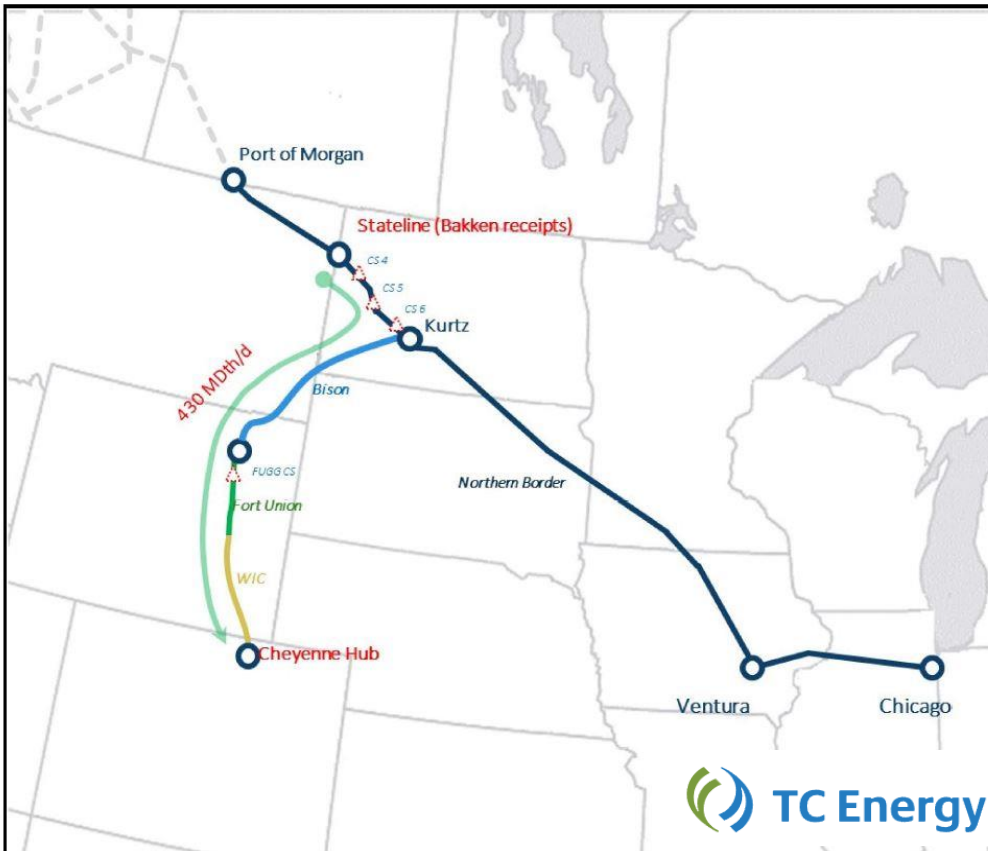 Port of Morgan
Stateline (Bakken receipts)
CS 4
CS 5
CS 6
Kurtz
430 MDth/d
Bison
FUGG CS
Northern Border
Fort Union
WIC
Cheyenne Hub
Ventura
Chicago
TC Energy